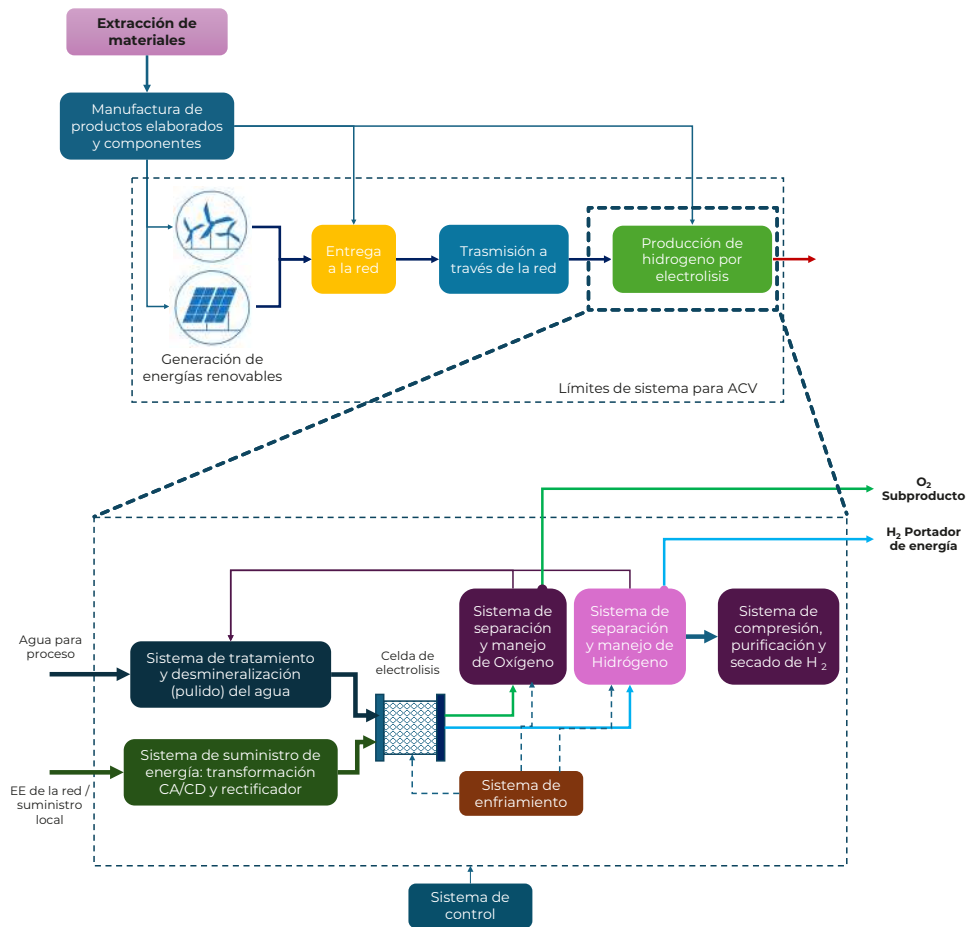 Extracción de
materiales
Manufactura de
productos elaborados
y componentes
Entrega
a la red
Trasmisión a
través de la red
Producción de
hidrogeno por
electrolisis
Generación de
energías renovables
Límites de sistema para ACV
O₂
Subproducto
H₂ Portador
de energía
Agua para
proceso
Sistema de tratamiento
y desmineralización
(pulido) del agua
Celda de
electrolisis
Sistema de
separación
y manejo
de Oxígeno
Sistema de
separación
y manejo de
Hidrógeno
Sistema de
compresión,
purificación y
secado de H ₂
EE de la red /
suministro
local
Sistema de suministro de
energía: transformación
CA/CD y rectificador
Sistema de
enfriamiento
Sistema de
control